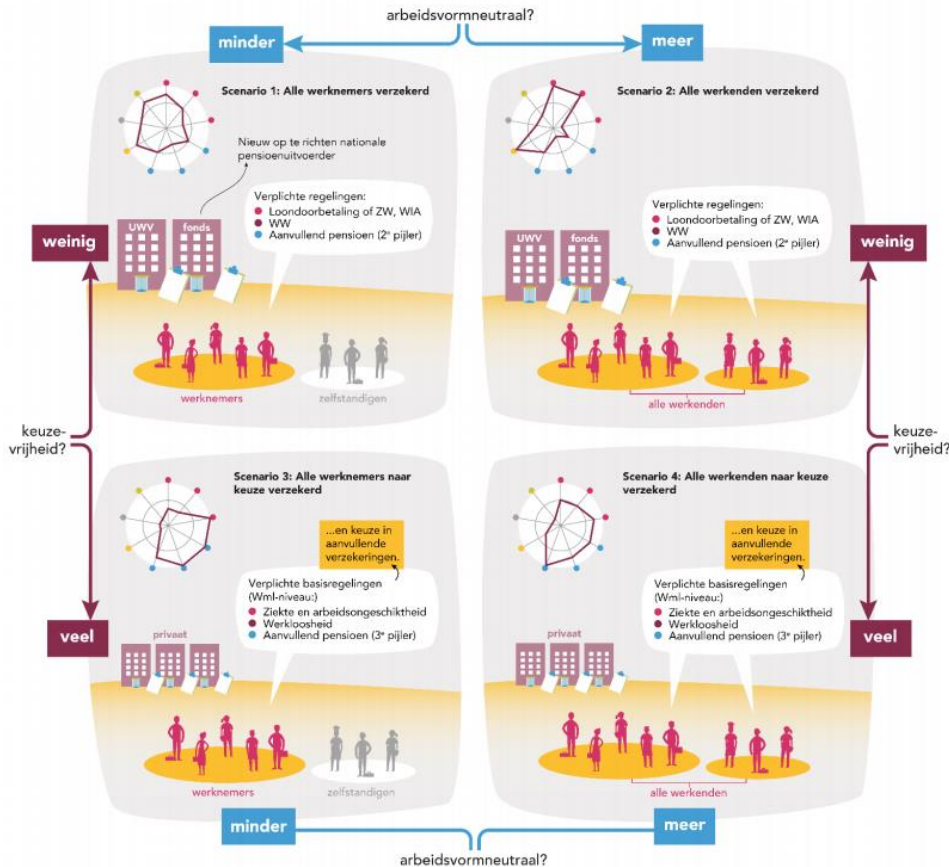 arbeidsvormneutraal?
minder
meer
Scenario 1: Alle werknemers verzekerd
Nieuw op te richten nationale
pensioenuitvoerder
Verplichte regelingen:
Loondoorbetaling of ZW, WIA
WW
Aanvullend pensioen (2e pijler)
UWV
fonds
werknemers
zelfstandigen
Scenario 2: Alle werkenden verzekerd
Verplichte regelingen:
Loondoorbetaling of ZW, WIA
WW
Aanvullend pensioen (2e pijler)
UWV
fonds
alle werkenden
weinig
weinig
keuze-
vrijheid?
keuze-
vrijheid?
Scenario 3: Alle werknemers naar
keuze verzekerd
...en keuze in
aanvullende
verzekeringen.
Verplichte basisregelingen
(Wml-niveau:)
Ziekte en arbeidsongeschiktheid
Werkloosheid
Aanvullend pensioen (3e pijler)
privaat
werknemers
zelfstandigen
Scenario 4: Alle werkenden naar keuze
verzekerd
...en keuze in
aanvullende
verzekeringen.
Verplichte basisregelingen
(Wml-niveau:)
Ziekte en arbeidsongeschiktheid
Werkloosheid
Aanvullend pensioen (3e pijler)
privaat
alle werkenden
veel
veel
minder
meer
arbeidsvormneutraal?